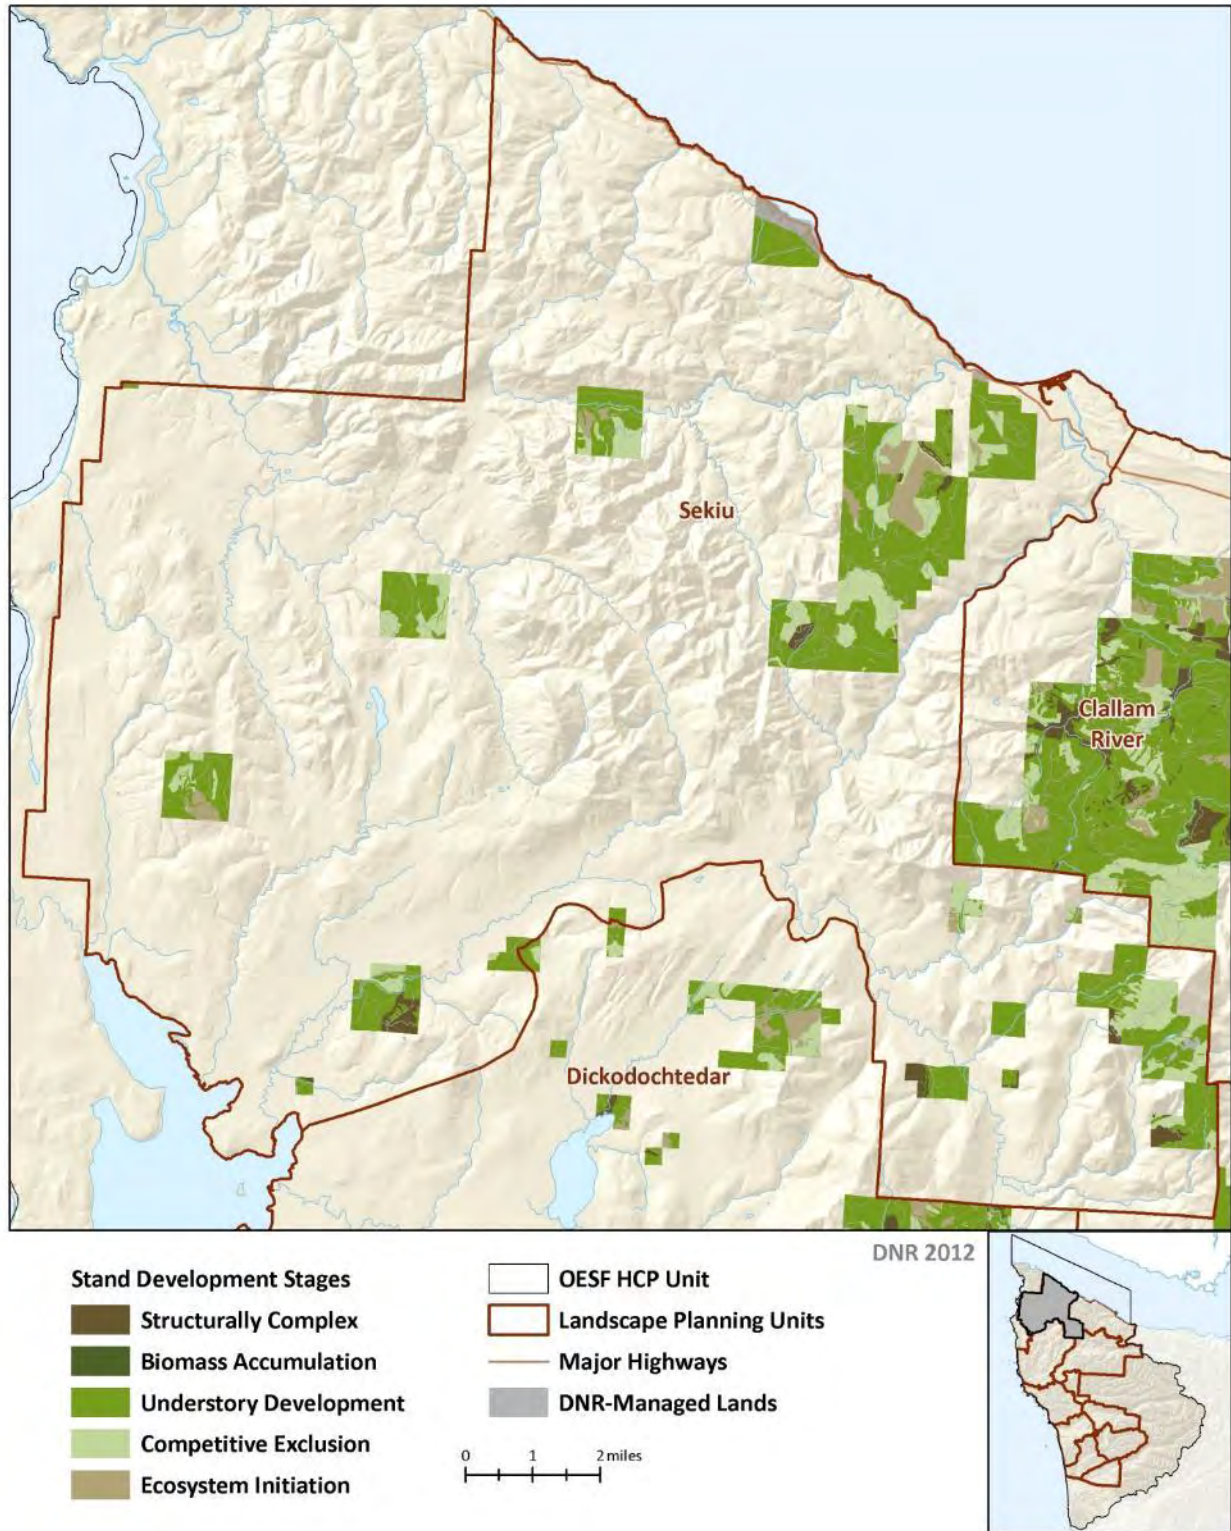 Sekiu
Clallam
River
Dickodochtedar
DNR 2012
Stand Development Stages
Structurally Complex
Biomass Accumulation
Understory Development
Competitive Exclusion
Ecosystem Initiation
OESF HCP Unit
Landscape Planning Units
Major Highways
DNR-Managed Lands
0 1 2 miles